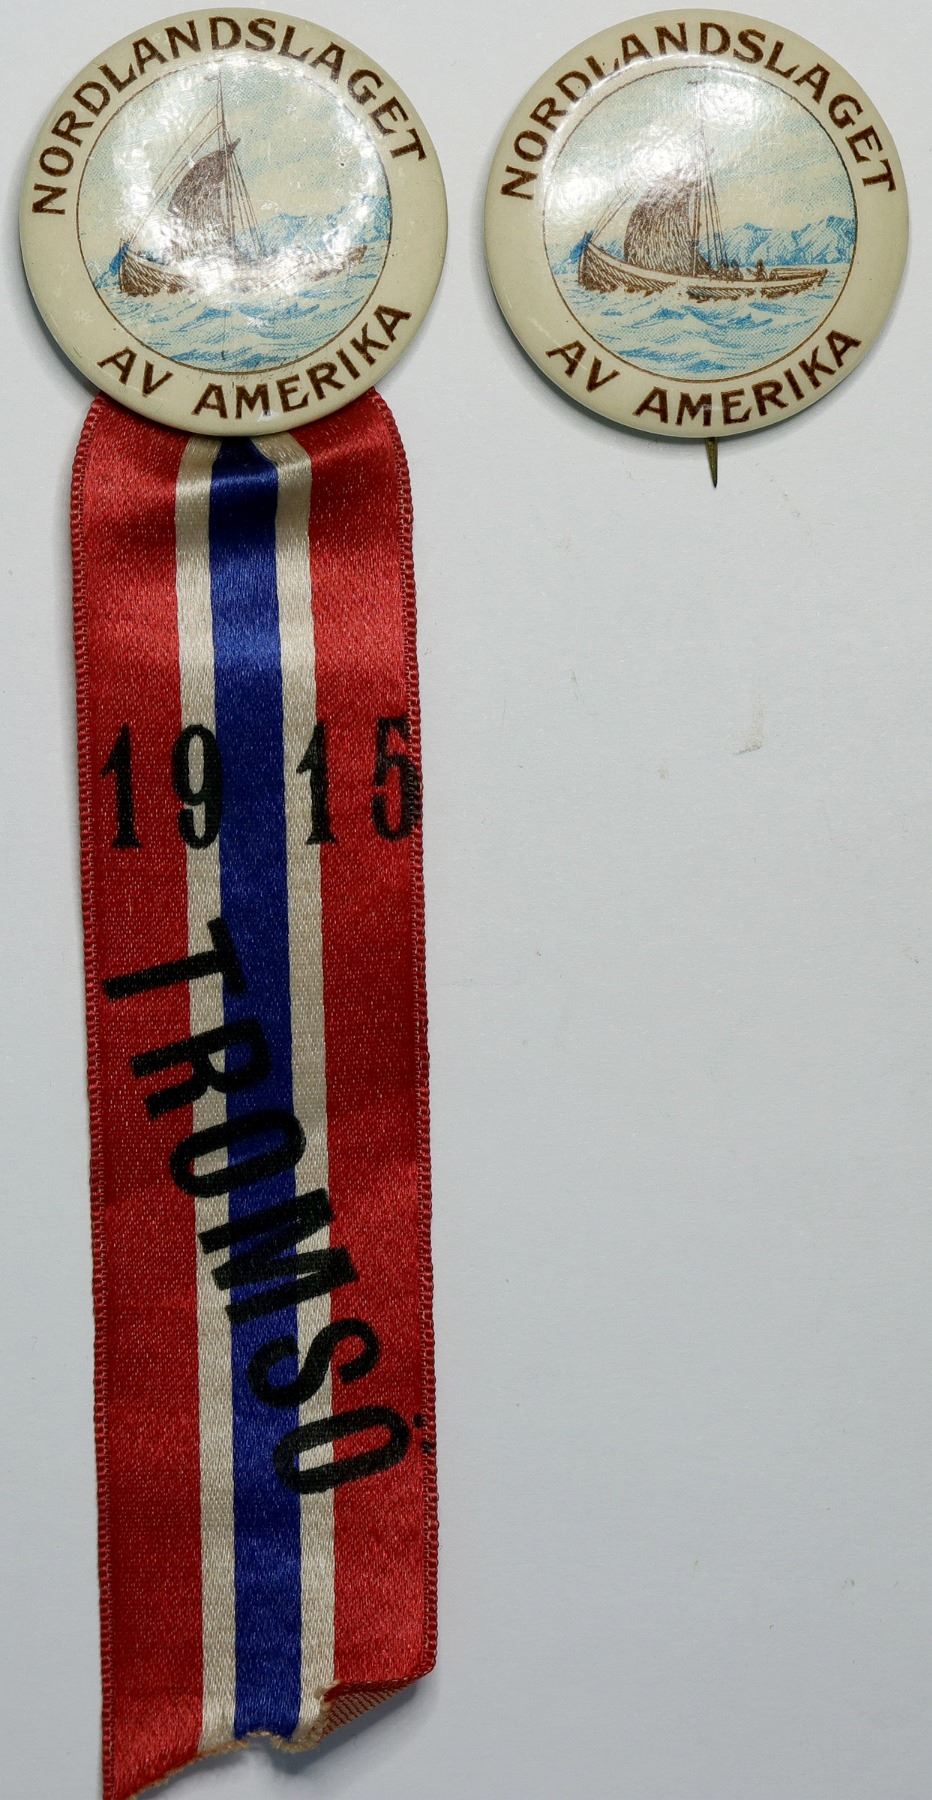 NORDLANDSLAGET
AV AMERIKA
1915
TROMSÖ
NORDLANDSLAGET
AV AMERIKA